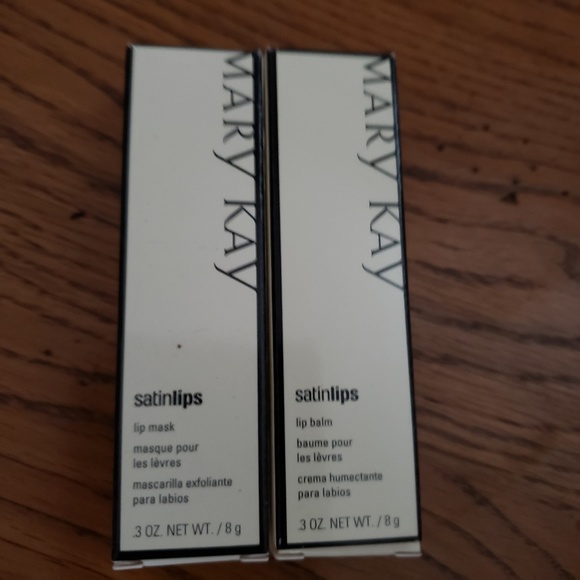 MARY KAY
satinlips
lip mask
masque pour
les lèvres
mascarilla exfoliante
para labios
.3 OZ. NET WT. / 8 g
MARY KAY
satinlips
lip balm
baume pour
les lèvres
crema humectante
para labios
.3 OZ. NET WT. / 8 g